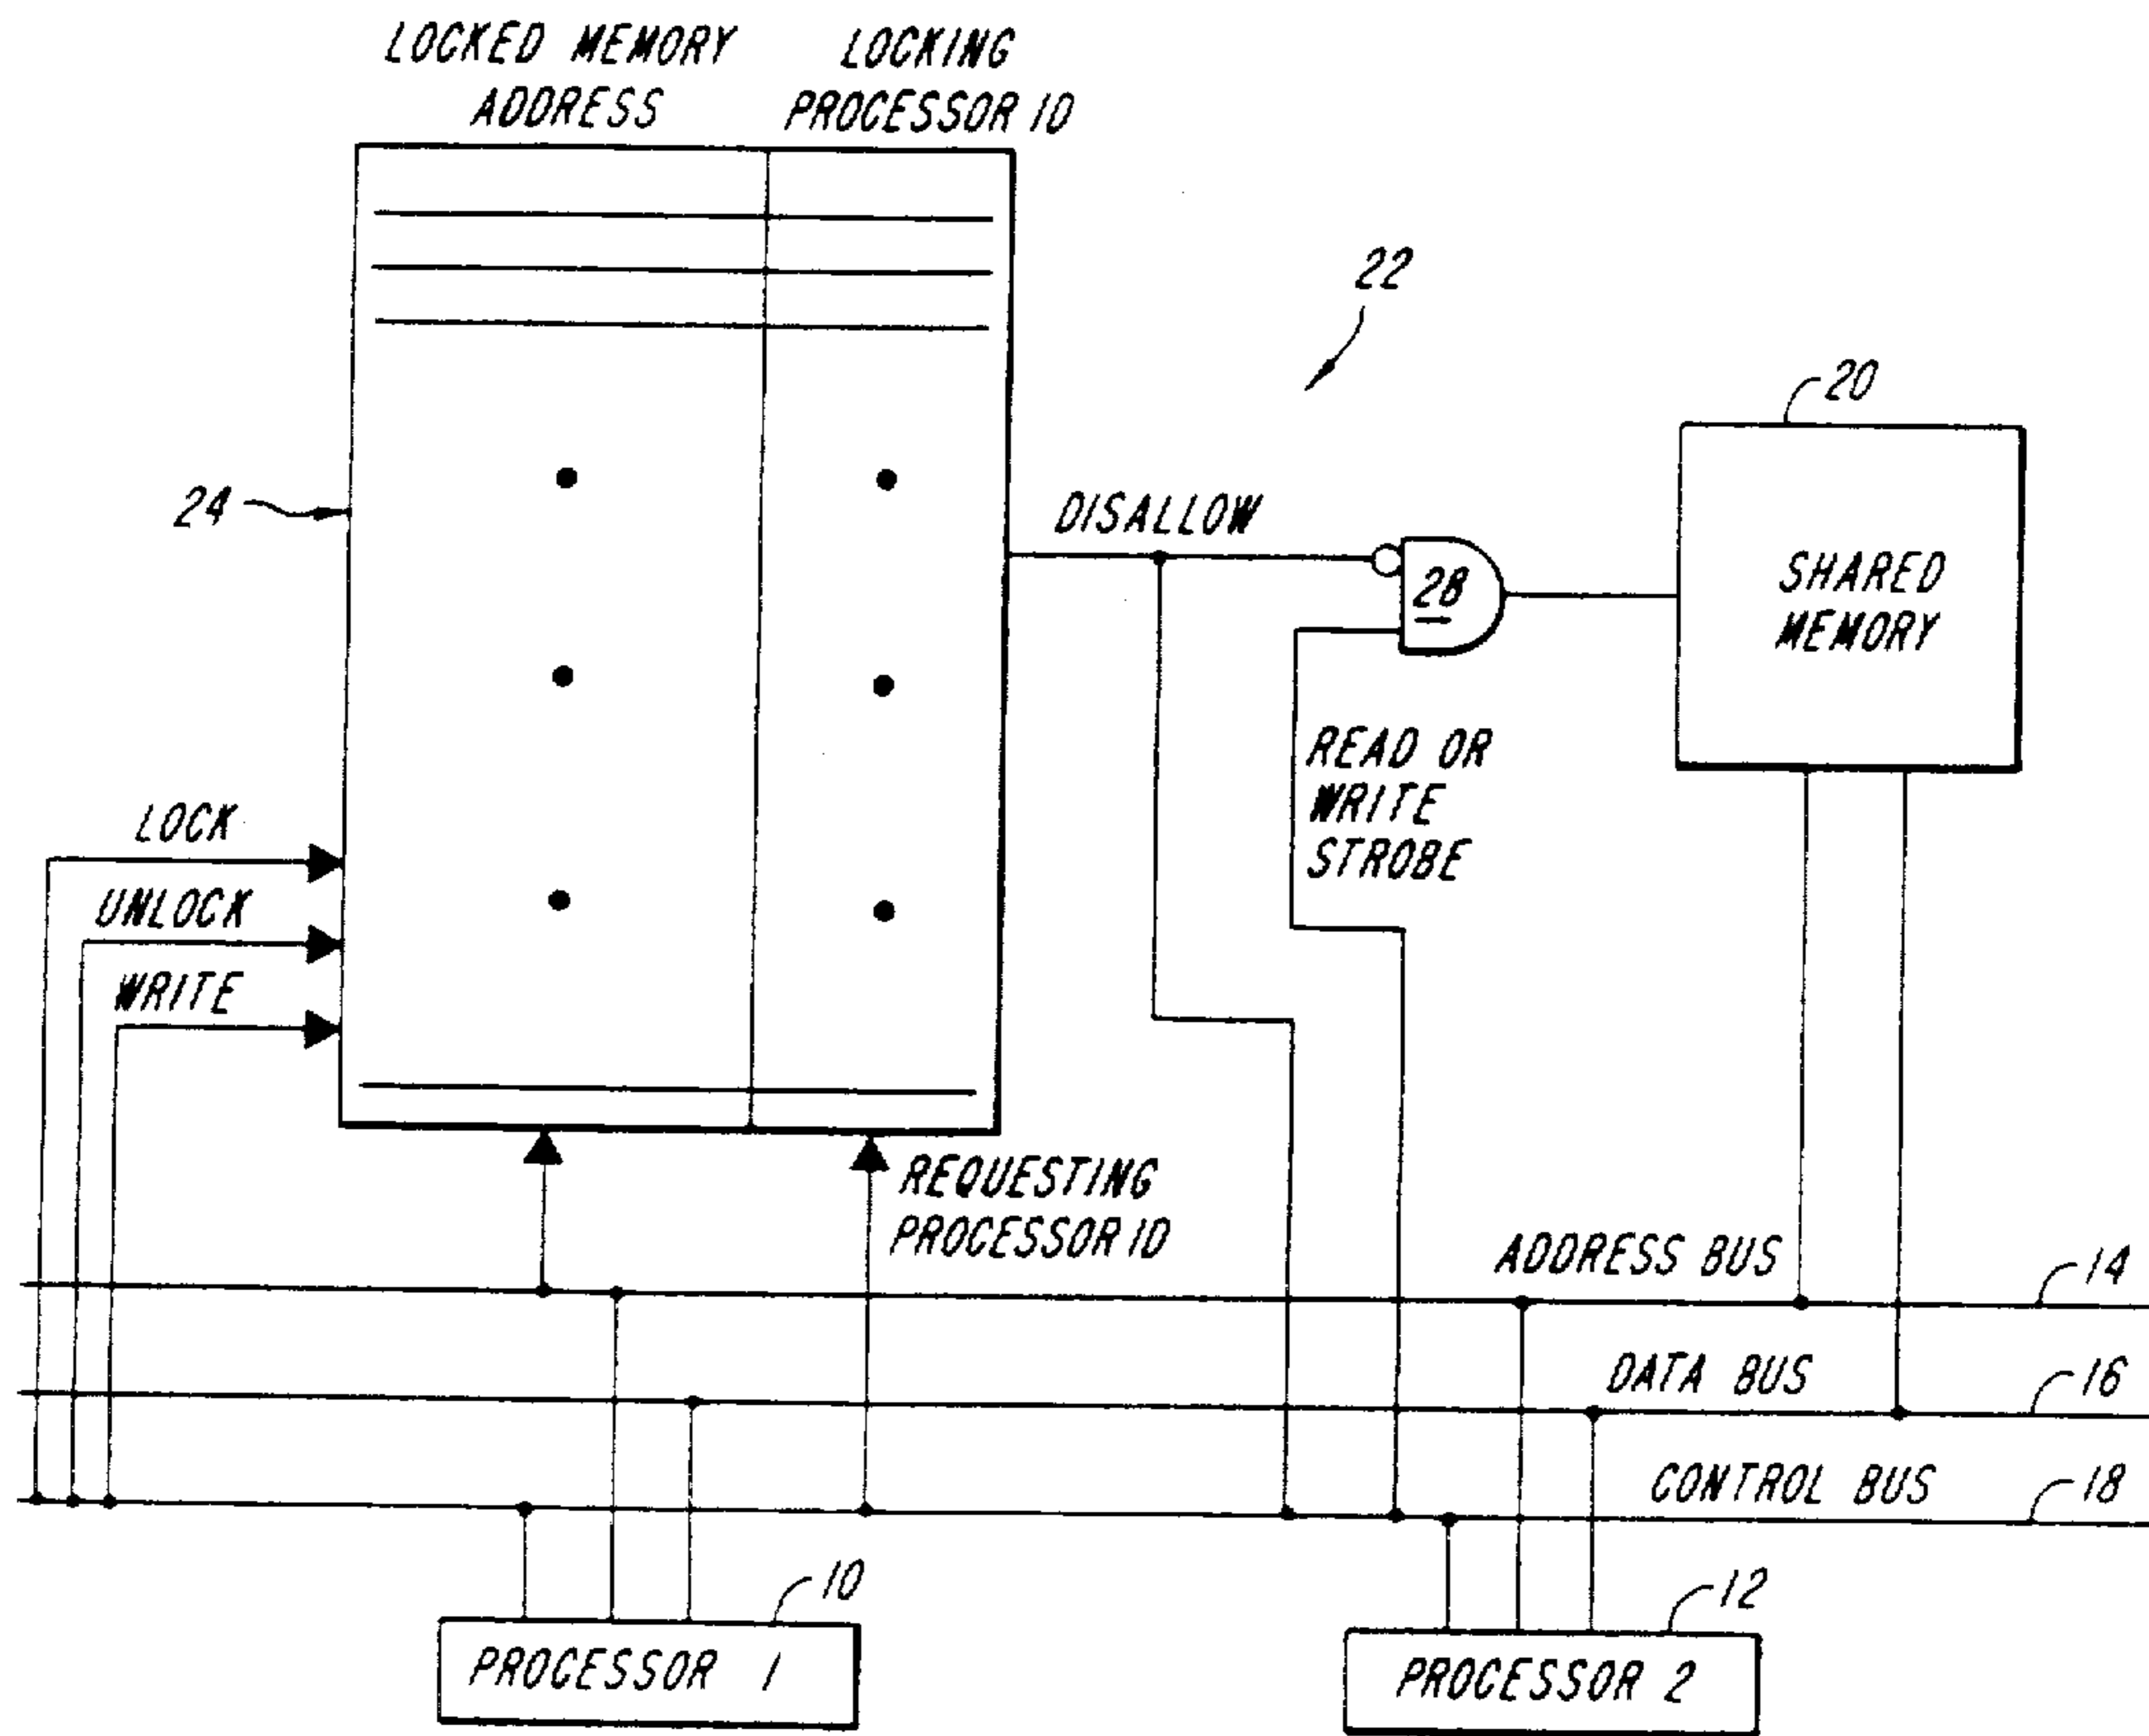 LOCKED MEMORY
ADDRESS
LOCKING
PROCESSOR ID
22
20
24
DISALLOW
28
SHARED
MEMORY
READ OR
WRITE
STROBE
LOCK
UNLOCK
WRITE
REQUESTING
PROCESSOR ID
ADDRESS BUS
14
DATA BUS
16
CONTROL BUS
18
10
12
PROCESSOR 1
PROCESSOR 2